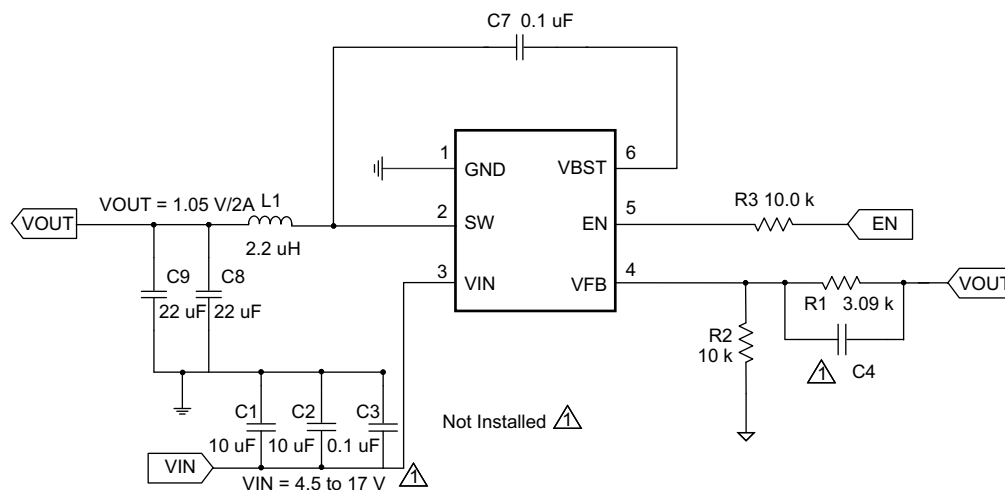 C7 0.1 uF
1 GND VBST 6
VOUT = 1.05 V/2A L1
VOUT
2 SW EN 5
R3 10.0 k
EN
2.2 uH
3 VIN VFB 4
VOUT
C9 C8
22 uF 22 uF
R1 3.09 k
R2
10 k
1 C4
C1 C2 C3
10 uF 10 uF 0.1 uF
Not Installed 1
VIN
VIN = 4.5 to 17 V 1